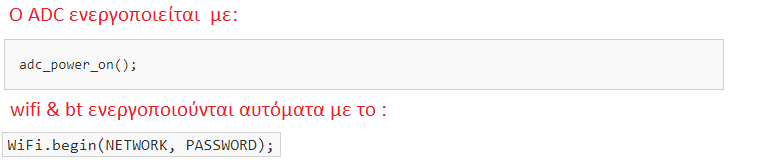 Ο ADC ενεργοποιείται με:
adc_power_on();
wifi & bt ενεργοποιούνται αυτόματα με το :
WiFi.begin(NETWORK, PASSWORD);